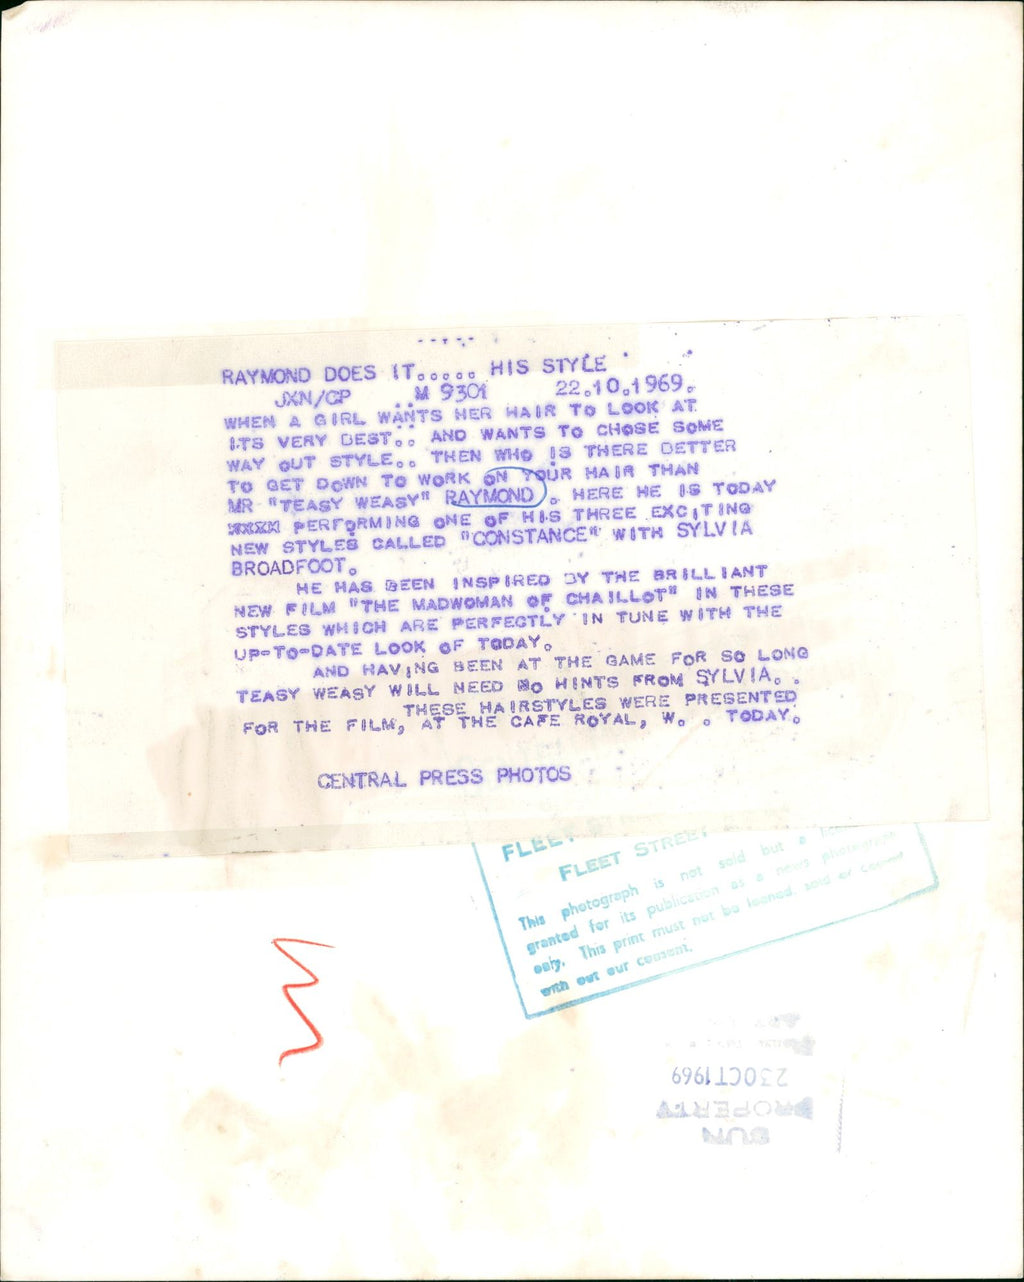 RAYMOND DOES IT..... HIS STYLE
JXN/CP .. M 9301 22.10.1969.
WHEN A GIRL WANTS HER HAIR TO LOOK AT
ITS VERY BEST.. AND WANTS TO CHOSE SOME
WAY OUT STYLE.. THEN WHO IS THERE BETTER
TO GET DOWN TO WORK ON YOUR HAIR THAN
MR "TEASY WEASY" RAYMOND. HERE HE IS TODAY
XXXX PERFORMING ONE OF HIS THREE EXCITING
NEW STYLES CALLED "CONSTANCE" WITH SYLVIA
BROADFOOT.
HE HAS BEEN INSPIRED BY THE BRILLIANT
NEW FILM "THE MADWOMAN OF CHAILLOT" IN THESE
STYLES WHICH ARE PERFECTLY IN TUNE WITH THE
UP-TO-DATE LOOK OF TODAY.
AND HAVING BEEN AT THE GAME FOR SO LONG
TEASY WEASY WILL NEED NO HINTS FROM SYLVIA..
THESE HAIRSTYLES WERE PRESENTED
FOR THE FILM, AT THE CAFE ROYAL, W. . TODAY.
CENTRAL PRESS PHOTOS
FLEET STREET
This photograph is not sold but a
granted for its publication as a news photograph
only. This print must not be loaned, sold or
with out our consent.
23 OCT 1969
PROPERTY
SUN